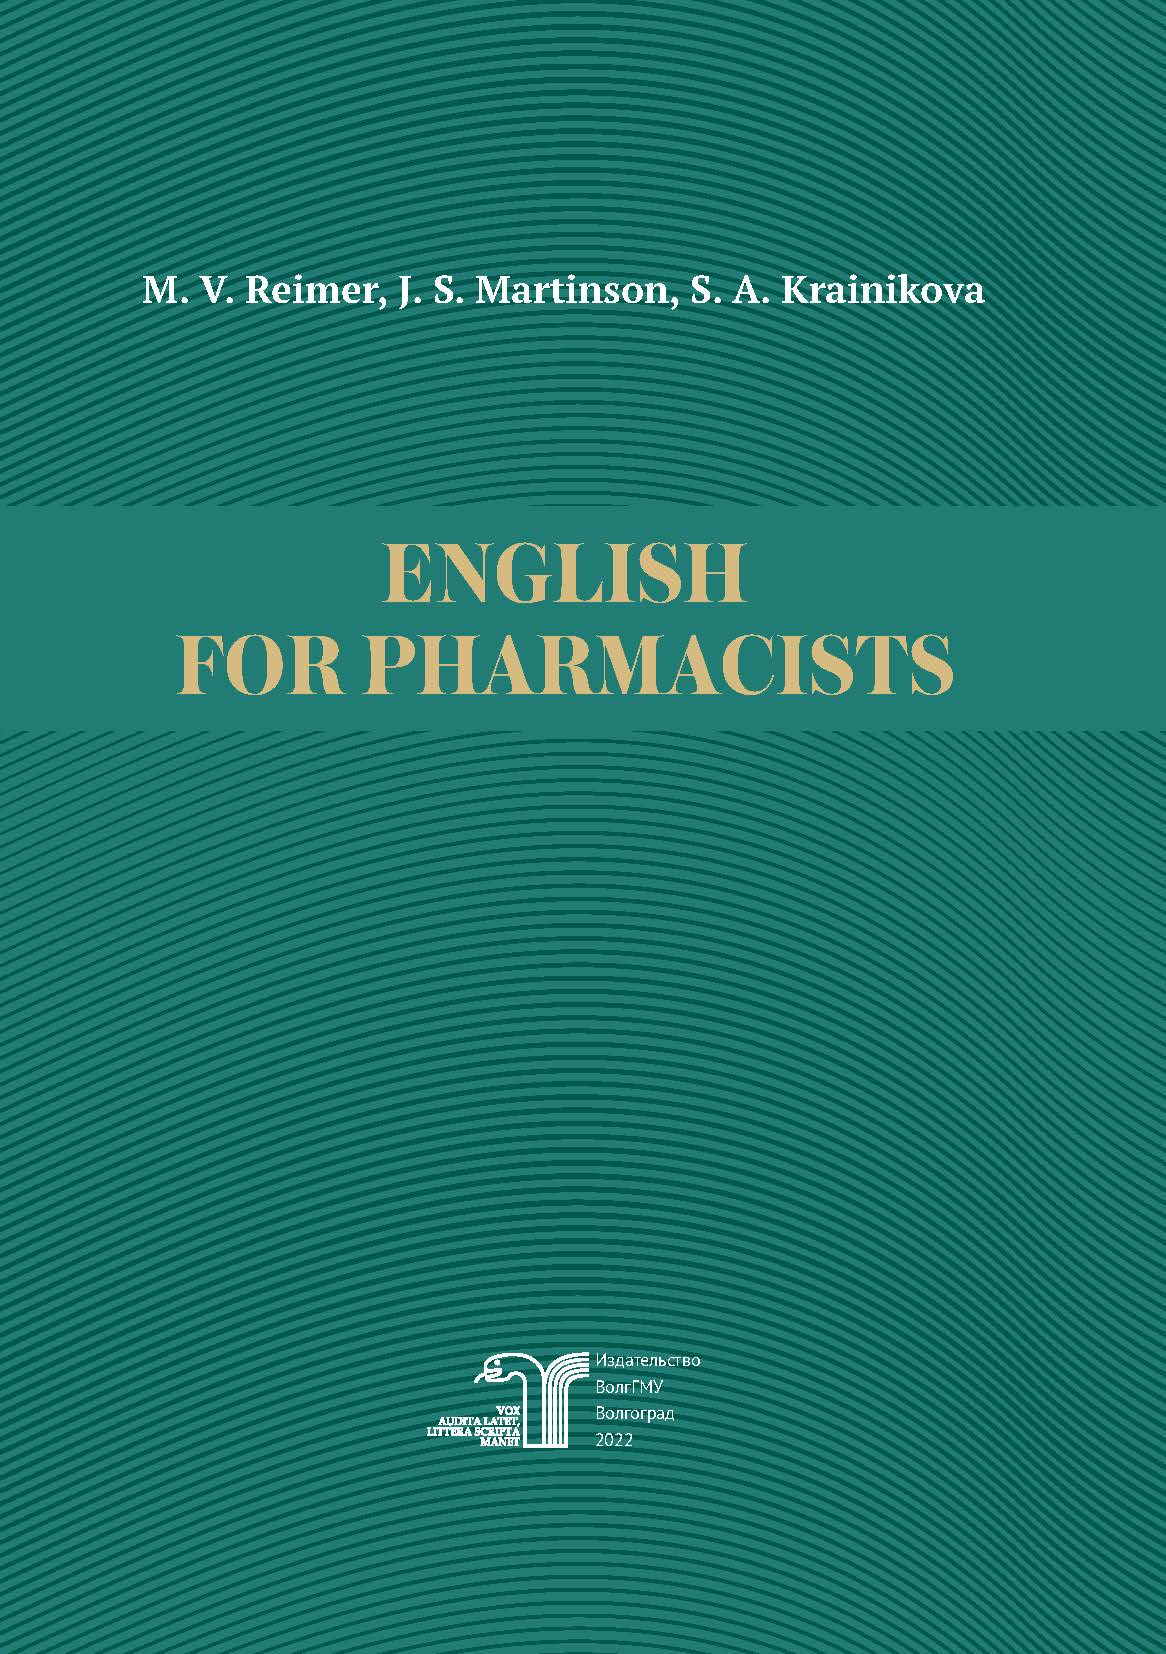 M. V. Reimer, J. S. Martinson, S. A. Krainikova
ENGLISH
FOR PHARMACISTS
VOX
AUDITA LATET,
LITTERA SCRIPTA
MANET
Издательство
ВолгГМУ
Волгоград
2022